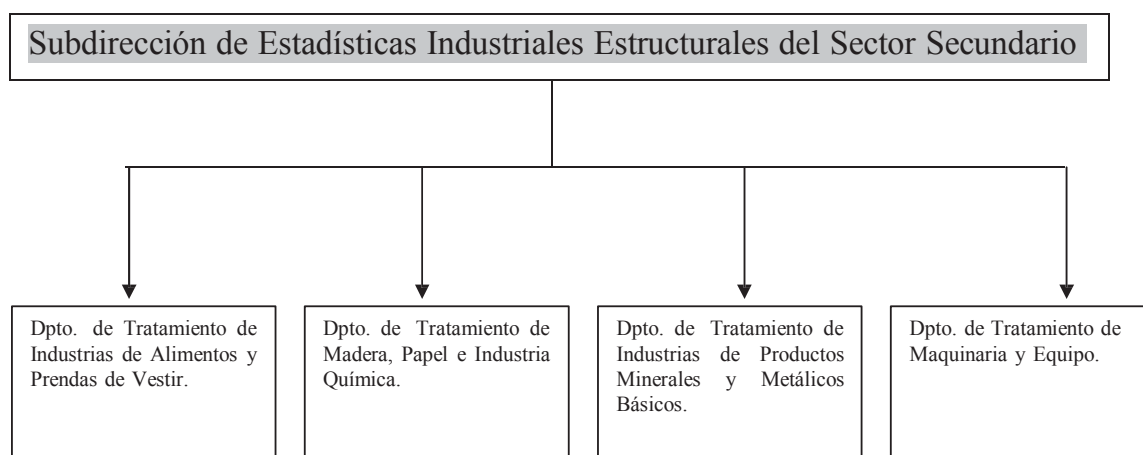 Subdirección de Estadísticas Industriales Estructurales del Sector Secundario
Dpto. de Tratamiento de
Industrias de Alimentos y
Prendas de Vestir.
Dpto. de Tratamiento de
Madera, Papel e Industria
Química.
Dpto. de Tratamiento de
Industrias de Productos
Minerales y Metálicos
Básicos.
Dpto. de Tratamiento de
Maquinaria y Equipo.